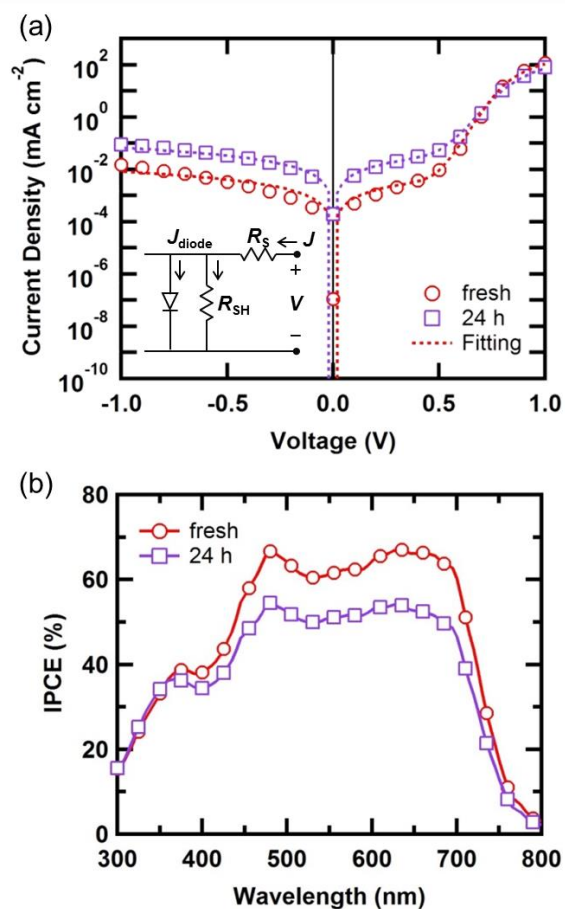 (a)
Current Density (mA cm⁻²)
10²
10⁰
10⁻²
10⁻⁴
10⁻⁶
10⁻⁸
10⁻¹⁰
J_diode
R_S
J
+
R_SH
V
−
fresh
24 h
Fitting
-1.0 -0.5 0.0 0.5 1.0
Voltage (V)
(b)
IPCE (%)
80
60
40
20
0
fresh
24 h
300 400 500 600 700 800
Wavelength (nm)